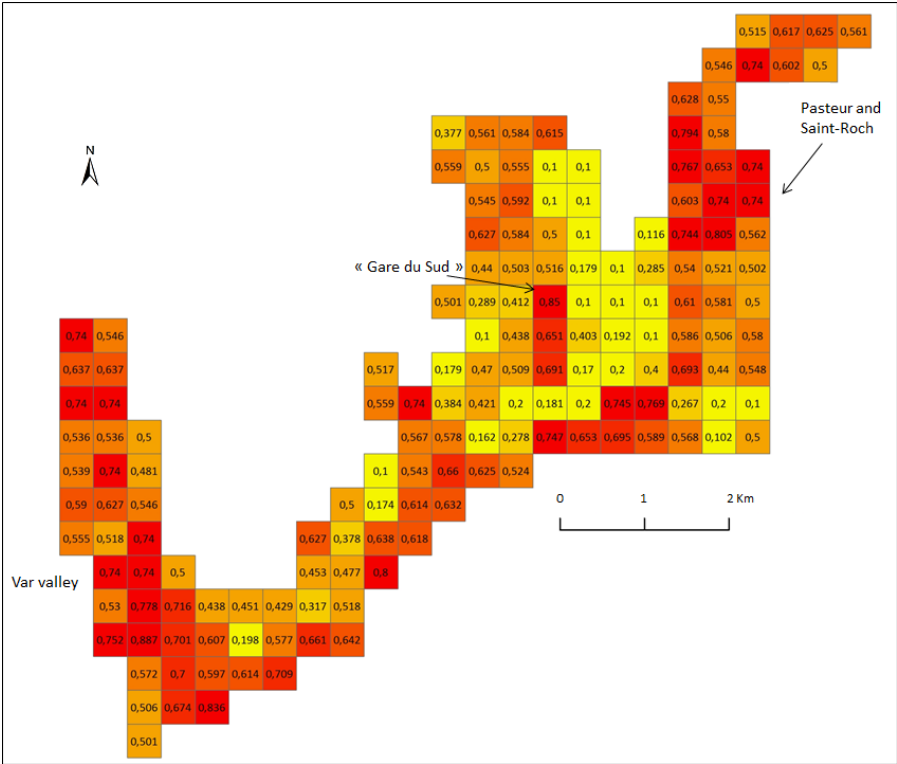 0,515 0,617 0,625 0,561
0,546 0,74 0,602 0,5
0,628 0,55
Pasteur and
Saint-Roch
0,377 0,561 0,584 0,615 0,794 0,58
N
0,559 0,5 0,555 0,1 0,1 0,767 0,653 0,74
0,545 0,592 0,1 0,1 0,603 0,74 0,74
0,627 0,584 0,5 0,1 0,116 0,744 0,805 0,562
« Gare du Sud » 0,44 0,503 0,516 0,179 0,1 0,285 0,54 0,521 0,502
0,501 0,289 0,412 0,85 0,1 0,1 0,1 0,61 0,581 0,5
0,74 0,546 0,1 0,438 0,651 0,403 0,192 0,1 0,586 0,506 0,58
0,637 0,637 0,517 0,179 0,47 0,509 0,691 0,17 0,2 0,4 0,693 0,44 0,548
0,74 0,74 0,559 0,74 0,384 0,421 0,2 0,181 0,2 0,745 0,769 0,267 0,2 0,1
0,536 0,536 0,5 0,567 0,578 0,162 0,278 0,747 0,653 0,695 0,589 0,568 0,102 0,5
0,539 0,74 0,481 0,1 0,543 0,66 0,625 0,524
0 1 2 Km
0,59 0,627 0,546 0,5 0,174 0,614 0,632
0,555 0,518 0,74 0,627 0,378 0,638 0,618
0,74 0,74 0,5 0,453 0,477 0,8
Var valley
0,53 0,778 0,716 0,438 0,451 0,429 0,317 0,518
0,752 0,887 0,701 0,607 0,198 0,577 0,661 0,642
0,572 0,7 0,597 0,614 0,709
0,506 0,674 0,836
0,501